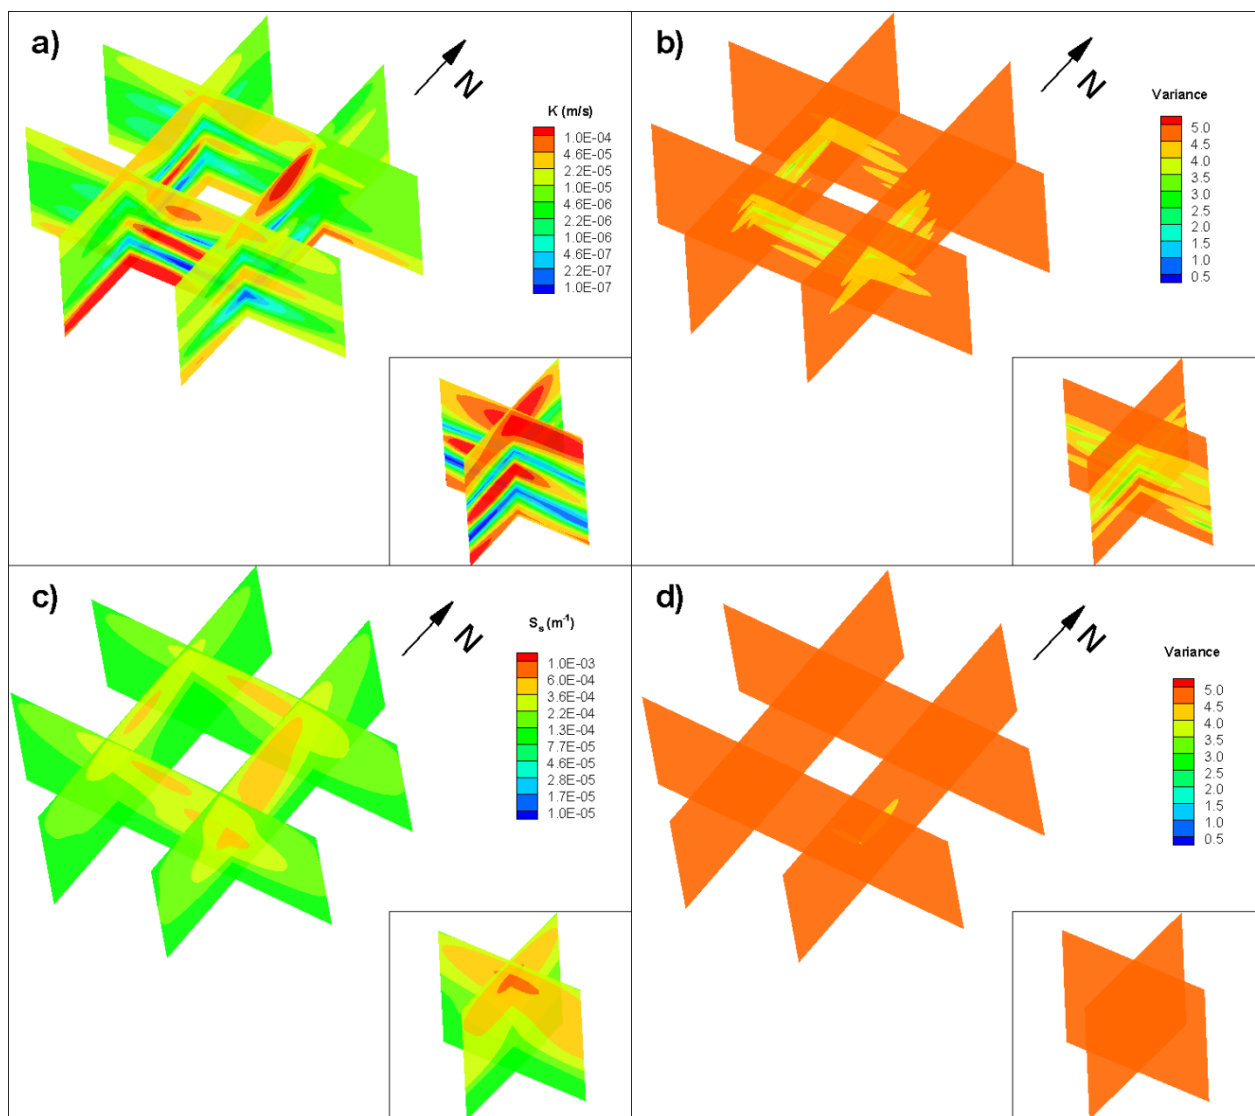 a)
N
K (m/s)
1.0E-04
4.6E-05
2.2E-05
1.0E-05
4.6E-06
2.2E-06
1.0E-06
4.6E-07
2.2E-07
1.0E-07
b)
N
Variance
5.0
4.5
4.0
3.5
3.0
2.5
2.0
1.5
1.0
0.5
c)
N
Sₛ (m⁻¹)
1.0E-03
6.0E-04
3.6E-04
2.2E-04
1.3E-04
7.7E-05
4.6E-05
2.8E-05
1.7E-05
1.0E-05
d)
N
Variance
5.0
4.5
4.0
3.5
3.0
2.5
2.0
1.5
1.0
0.5